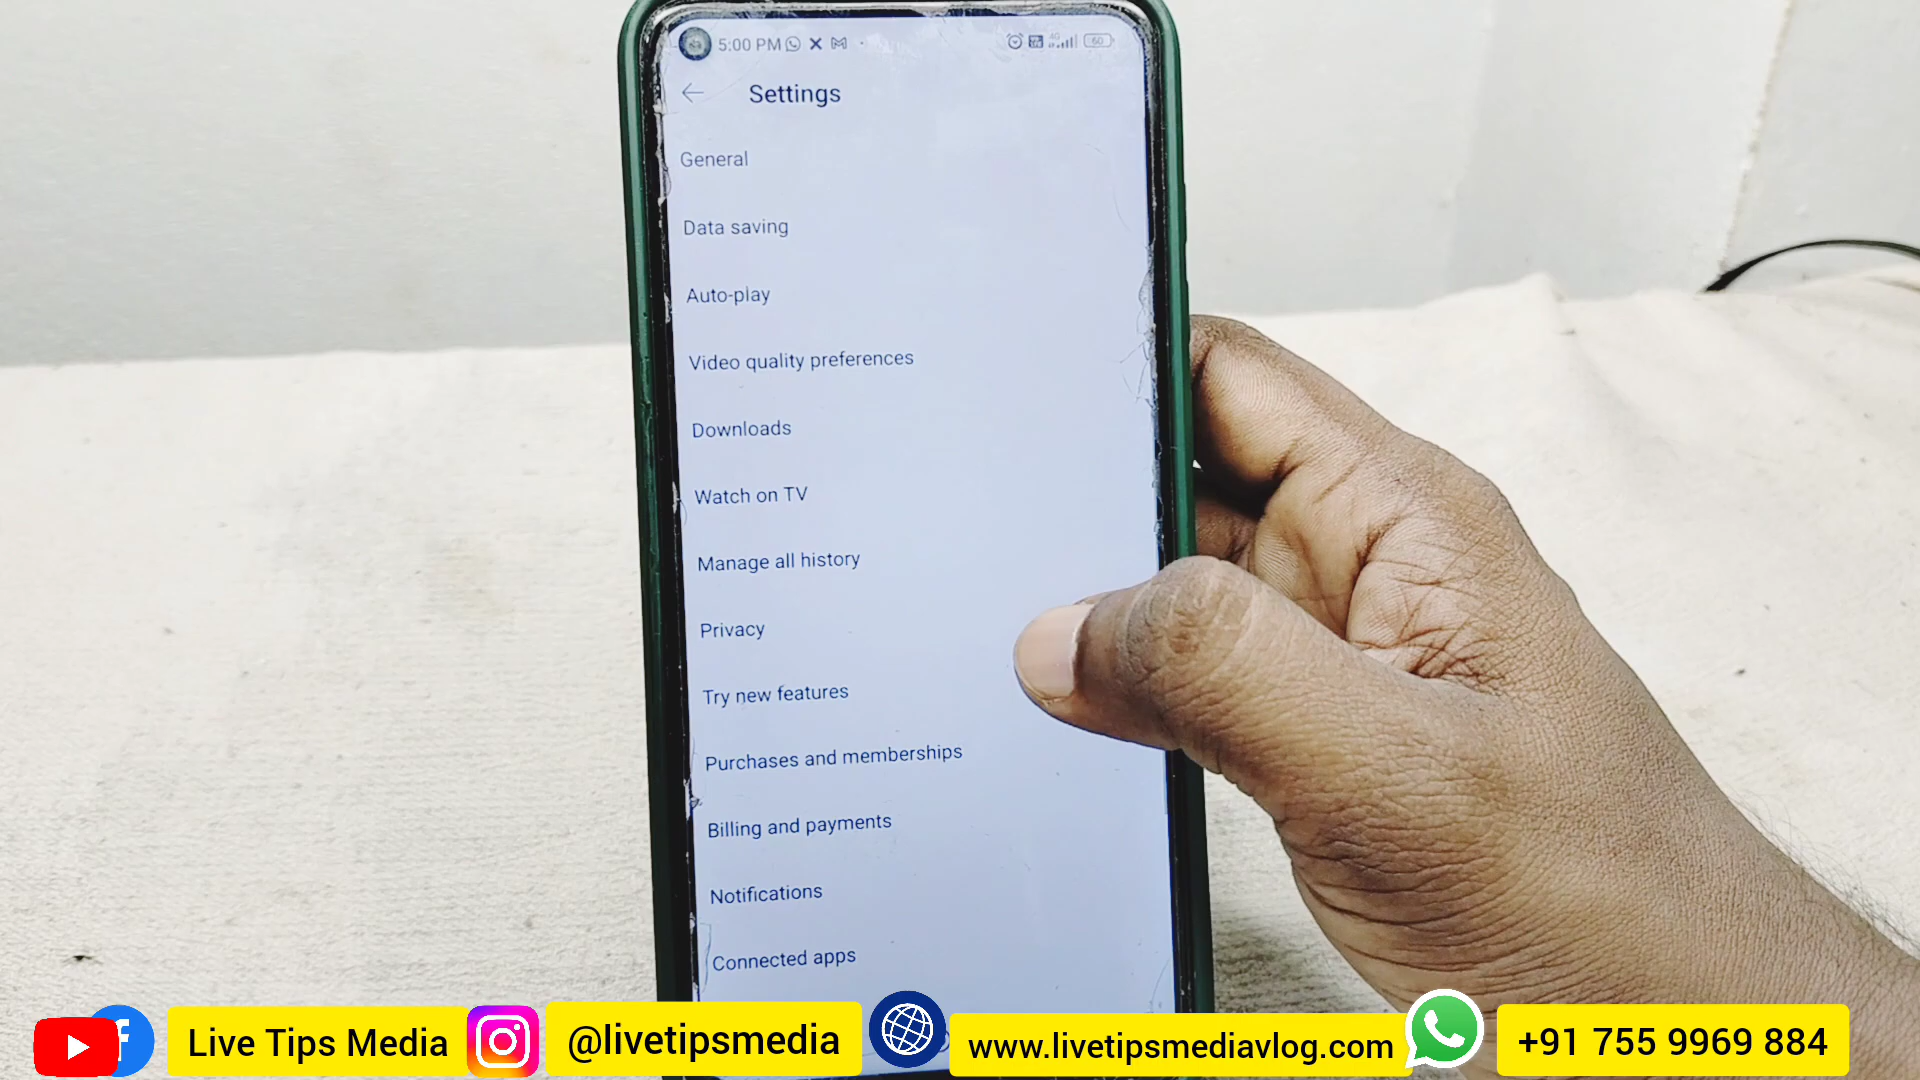 5:00 PM
4G
60
Settings
General
Data saving
Auto-play
Video quality preferences
Downloads
Watch on TV
Manage all history
Privacy
Try new features
Purchases and memberships
Billing and payments
Notifications
Connected apps
Live Tips Media
@livetipsmedia
www.livetipsmediavlog.com
+91 755 9969 884